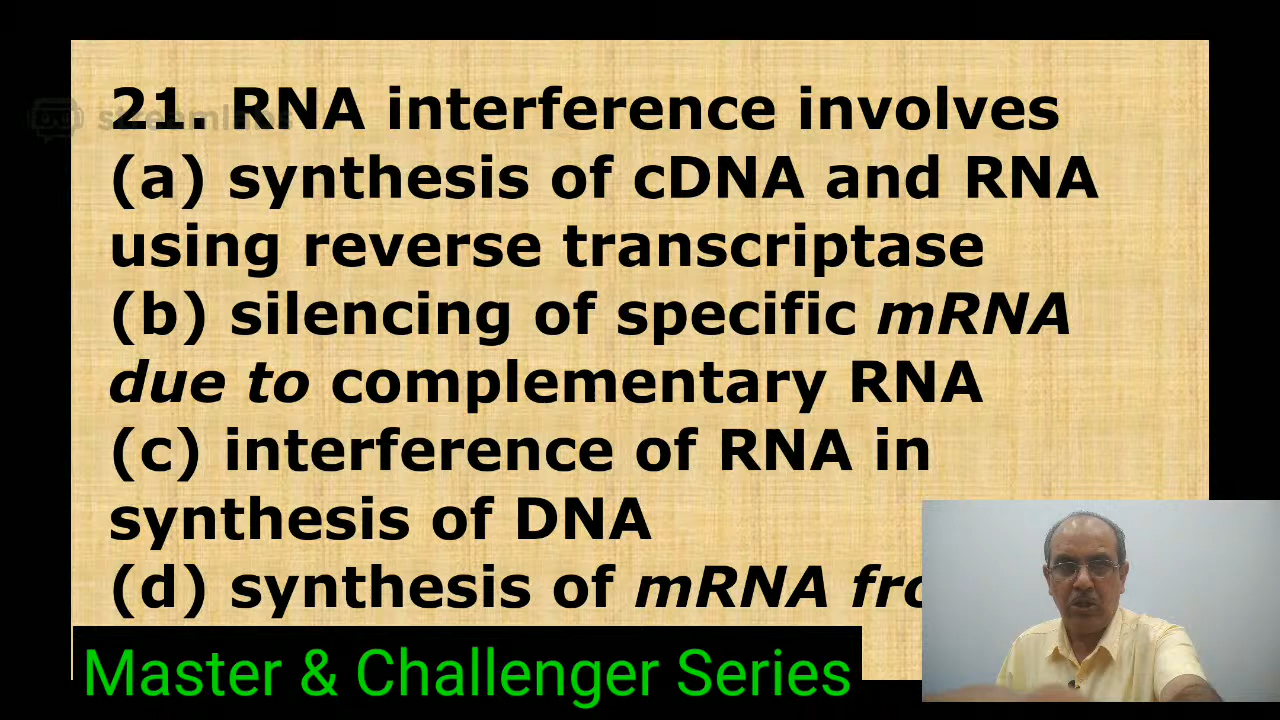 streamlabs
21. RNA interference involves
(a) synthesis of cDNA and RNA
using reverse transcriptase
(b) silencing of specific mRNA
due to complementary RNA
(c) interference of RNA in
synthesis of DNA
(d) synthesis of mRNA
Master & Challenger Series